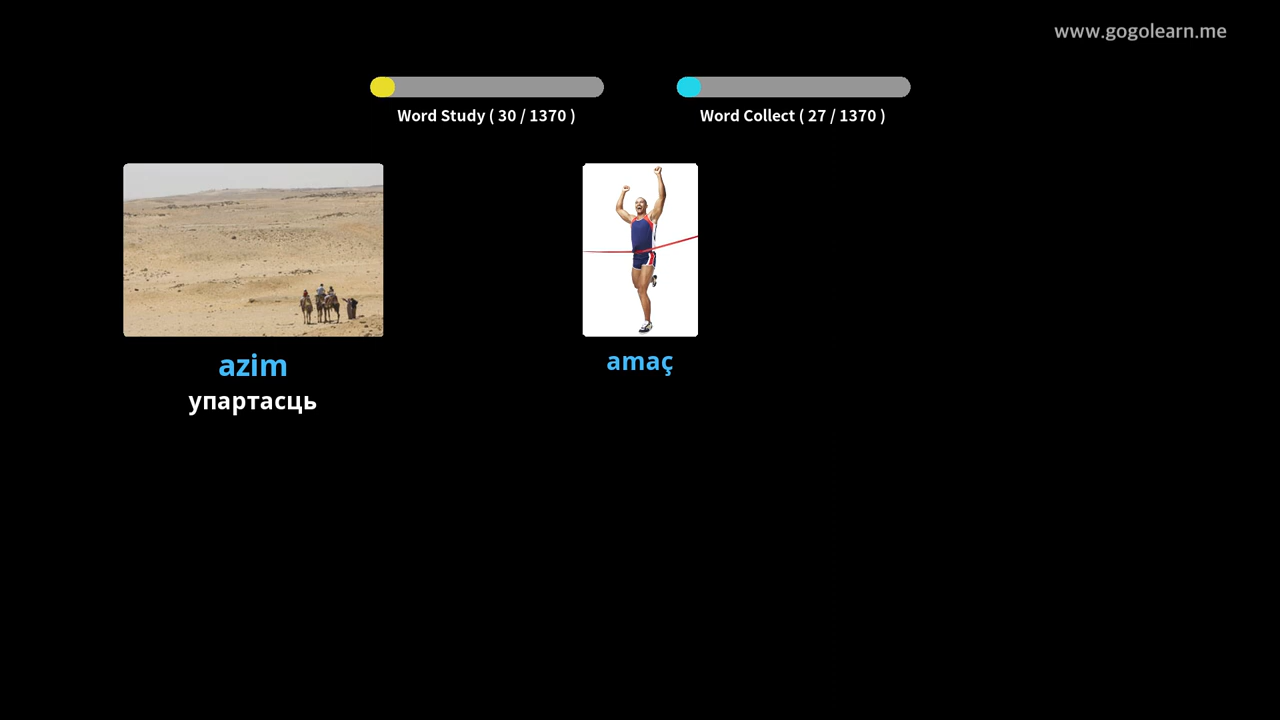 www.gogolearn.me
Word Study ( 30 / 1370 )
Word Collect ( 27 / 1370 )
azim
упартасць
amaç